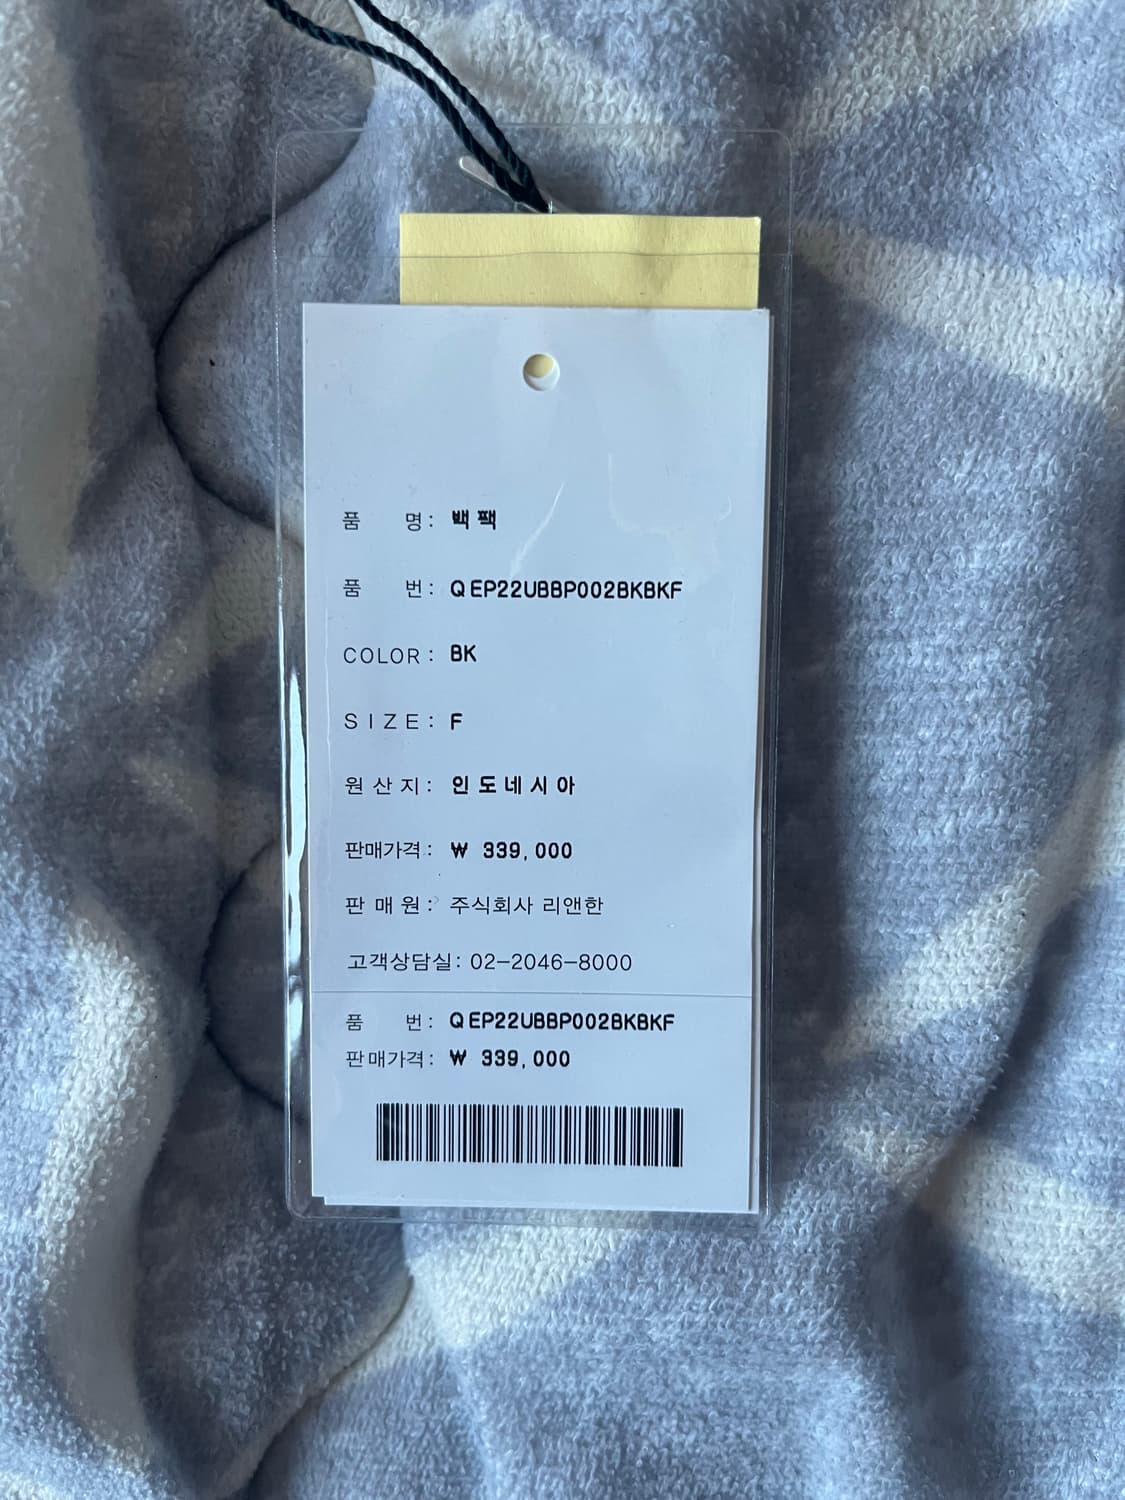 품 명 : 백팩
품 번 : QEP22UBBP002BKBKF
COLOR : BK
SIZE : F
원산지 : 인도네시아
판매가격 : ₩ 339,000
판매원 : 주식회사 리앤한
고객상담실: 02-2046-8000
품 번 : QEP22UBBP002BKBKF
판매가격 : ₩ 339,000